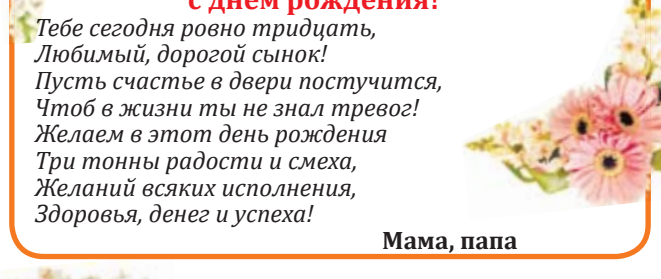 с днем рождения!
Тебе сегодня ровно тридцать,
Любимый, дорогой сынок!
Пусть счастье в двери постучится,
Чтоб в жизни ты не знал тревог!
Желаем в этот день рождения
Три тонны радости и смеха,
Желаний всяких исполнения,
Здоровья, денег и успеха!
Мама, папа